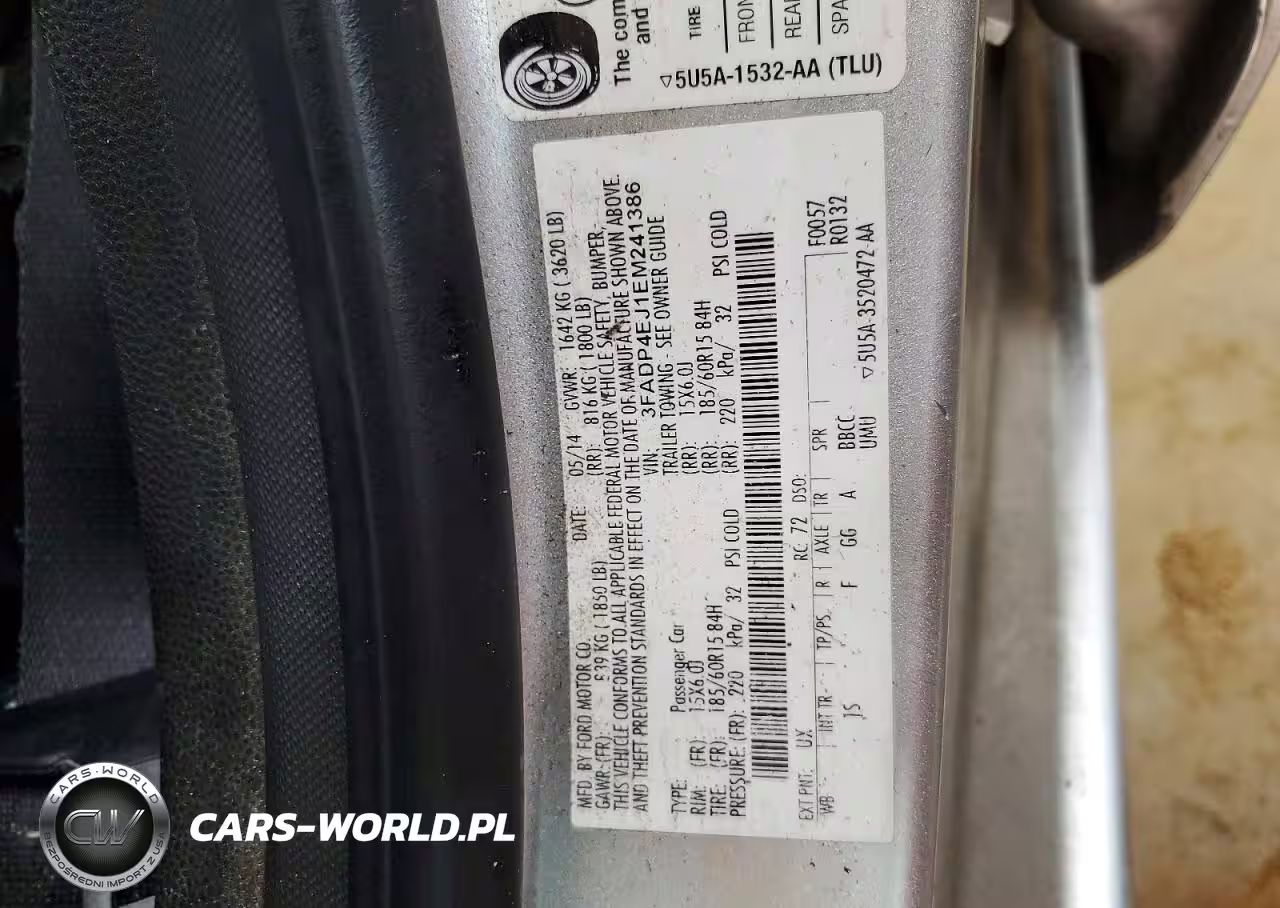 The com
and
TIRE
FRON
REAR
SPA
▽5U5A-1532-AA (TLU)
MFD BY FORD MOTOR CO.
DATE: 05/14 GVWR: 1642 KG ( 3620 LB)
GAWR:(FR): 839 KG ( 1850 LB) (RR): 816 KG ( 1800 LB)
THIS VEHICLE CONFORMS TO ALL APPLICABLE FEDERAL MOTOR VEHICLE SAFETY, BUMPER,
AND THEFT PREVENTION STANDARDS IN EFFECT ON THE DATE OF MANUFACTURE SHOWN ABOVE.
VIN: 3FADP4EJ1EM241386
TYPE: Passenger Car TRAILER TOWING - SEE OWNER GUIDE
RIM: (FR): 15X6.0J (RR): 15X6.0J
TIRE: (FR): 185/60R15 84H (RR): 185/60R15 84H
PRESSURE: (FR): 220 kPa/ 32 PSI COLD (RR): 220 kPa/ 32 PSI COLD
EXT PNT: UX RC: 72 DSO: F0057
WB INT TR TP/PS R AXLE TR SPR R0132
JS F GG A BBCC
UMU
▽5U5A-3520472-AA
CARS-WORLD
CW
BEZPOŚREDNI IMPORT Z USA
CARS-WORLD.PL